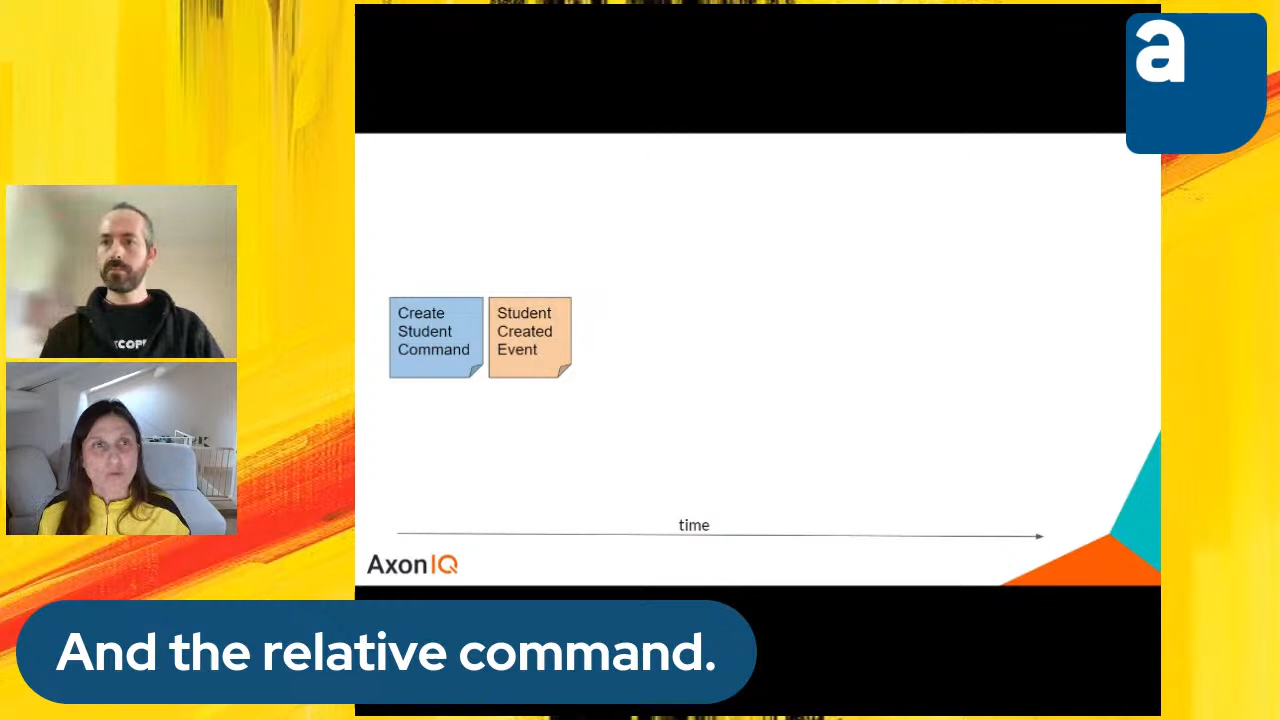 a
Create
Student
Command
Student
Created
Event
time
AxonIQ
And the relative command.